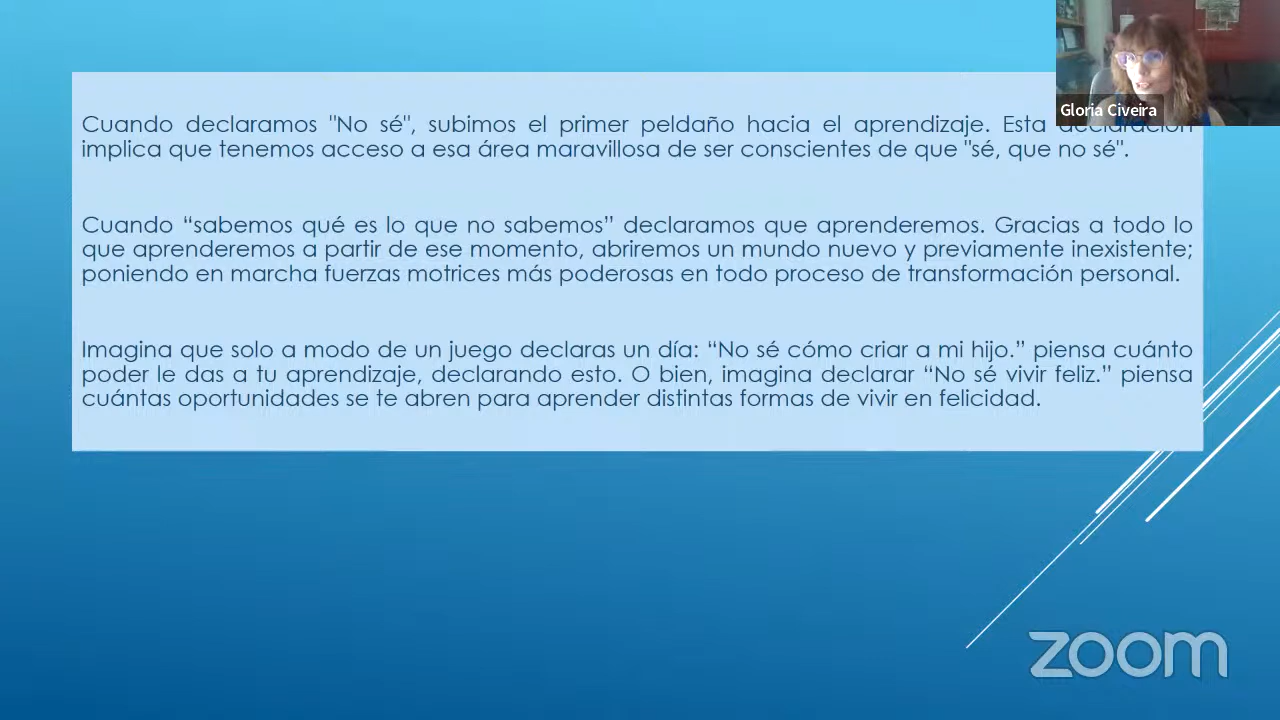 Gloria Civeira
Cuando declaramos "No sé", subimos el primer peldaño hacia el aprendizaje. Esta declaración
implica que tenemos acceso a esa área maravillosa de ser conscientes de que "sé, que no sé".
Cuando “sabemos qué es lo que no sabemos” declaramos que aprenderemos. Gracias a todo lo
que aprenderemos a partir de ese momento, abriremos un mundo nuevo y previamente inexistente;
poniendo en marcha fuerzas motrices más poderosas en todo proceso de transformación personal.
Imagina que solo a modo de un juego declaras un día: “No sé cómo criar a mi hijo.” piensa cuánto
poder le das a tu aprendizaje, declarando esto. O bien, imagina declarar “No sé vivir feliz.” piensa
cuántas oportunidades se te abren para aprender distintas formas de vivir en felicidad.
zoom